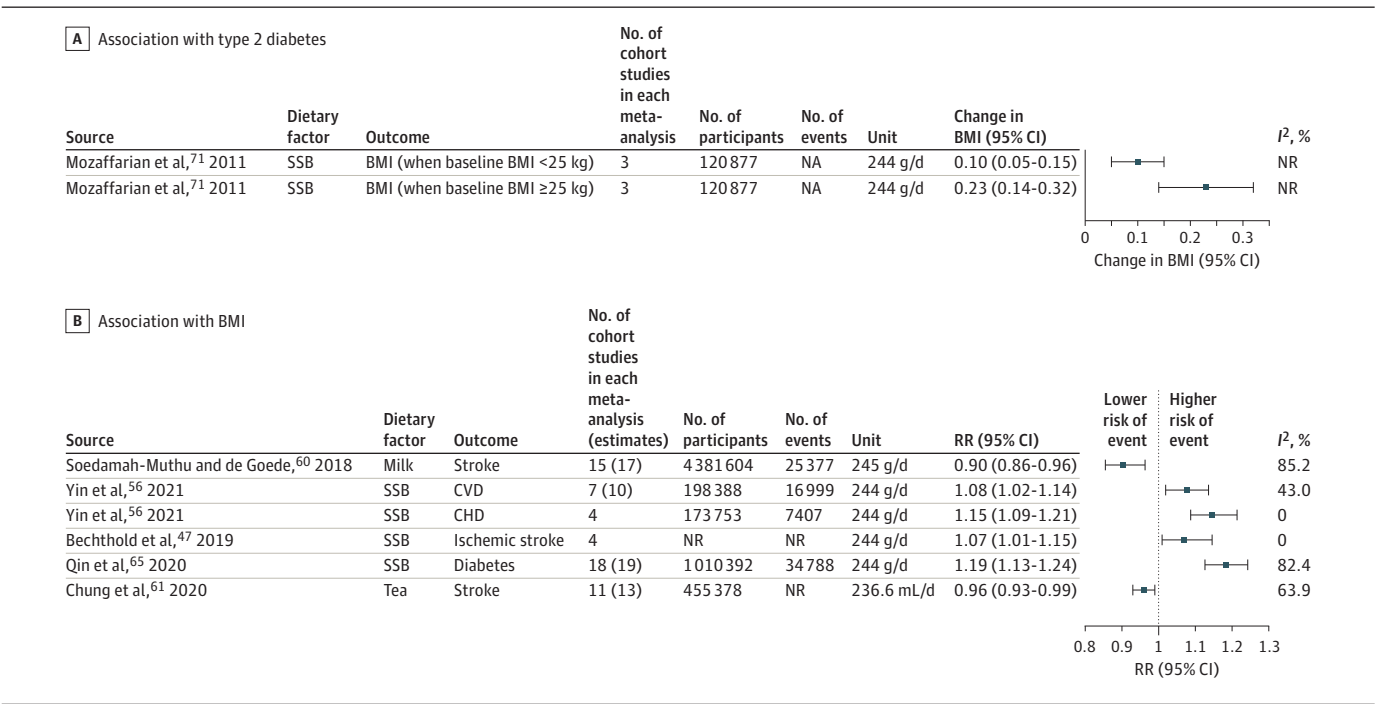 A Association with type 2 diabetes
No. of
cohort
studies
in each
meta-
analysis
Source Dietary factor Outcome No. of participants No. of events Unit Change in BMI (95% CI) I², %
Mozaffarian et al,71 2011 SSB BMI (when baseline BMI <25 kg) 3 120877 NA 244 g/d 0.10 (0.05-0.15) NR
Mozaffarian et al,71 2011 SSB BMI (when baseline BMI ≥25 kg) 3 120877 NA 244 g/d 0.23 (0.14-0.32) NR
0 0.1 0.2 0.3
Change in BMI (95% CI)
B Association with BMI
No. of
cohort
studies
in each
meta-
analysis
(estimates)
Lower risk of event Higher risk of event
Source Dietary factor Outcome No. of participants No. of events Unit RR (95% CI) I², %
Soedamah-Muthu and de Goede,60 2018 Milk Stroke 15 (17) 4381604 25377 245 g/d 0.90 (0.86-0.96) 85.2
Yin et al,56 2021 SSB CVD 7 (10) 198388 16999 244 g/d 1.08 (1.02-1.14) 43.0
Yin et al,56 2021 SSB CHD 4 173753 7407 244 g/d 1.15 (1.09-1.21) 0
Bechthold et al,47 2019 SSB Ischemic stroke 4 NR NR 244 g/d 1.07 (1.01-1.15) 0
Qin et al,65 2020 SSB Diabetes 18 (19) 1010392 34788 244 g/d 1.19 (1.13-1.24) 82.4
Chung et al,61 2020 Tea Stroke 11 (13) 455378 NR 236.6 mL/d 0.96 (0.93-0.99) 63.9
0.8 0.9 1 1.1 1.2 1.3
RR (95% CI)